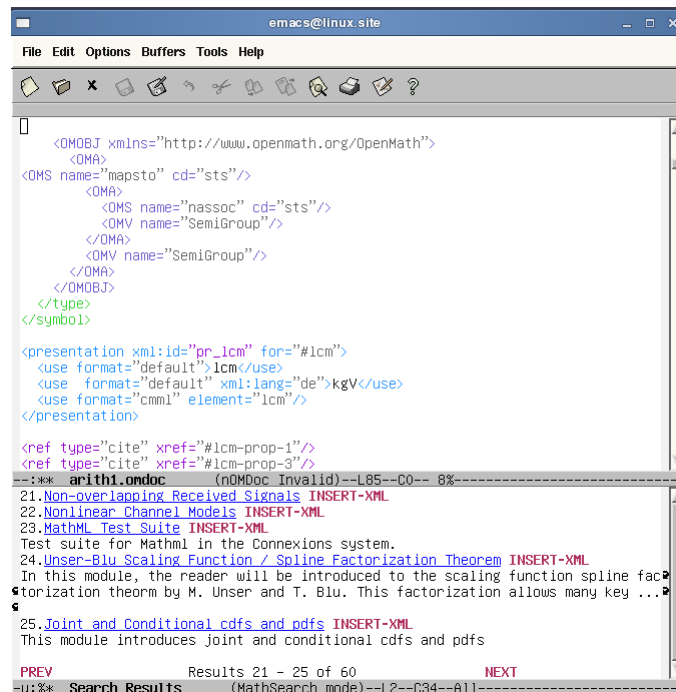 emacs@linux.site
File Edit Options Buffers Tools Help
<OMOBJ xmlns="http://www.openmath.org/OpenMath">
<OMA>
<OMS name="mapsto" cd="sts"/>
<OMA>
<OMS name="nassoc" cd="sts"/>
<OMV name="SemiGroup"/>
</OMA>
<OMV name="SemiGroup"/>
</OMA>
</OMOBJ>
</type>
</symbol>
<presentation xml:id="pr_lcm" for="#lcm">
<use format="default">lcm</use>
<use  format="default" xml:lang="de">kgV</use>
<use format="cmml" element="lcm"/>
</presentation>
<ref type="cite" xref="#lcm-prop-1"/>
<ref type="cite" xref="#lcm-prop-3"/>
--:** arith1.omdoc (nOMDoc Invalid)--L85--C0-- 8%--------------------------
21.Non-overlapping Received Signals INSERT-XML
22.Nonlinear Channel Models INSERT-XML
23.MathML Test Suite INSERT-XML
Test suite for Mathml in the Connexions system.
24.Unser-Blu Scaling Function / Spline Factorization Theorem INSERT-XML
In this module, the reader will be introduced to the scaling function spline fac
torization theorm by M. Unser and T. Blu. This factorization allows many key ...
25.Joint and Conditional cdfs and pdfs INSERT-XML
This module introduces joint and conditional cdfs and pdfs
PREV Results 21 - 25 of 60 NEXT
-u:%* Search Results (MathSearch mode)--L2--C34--All------------------------